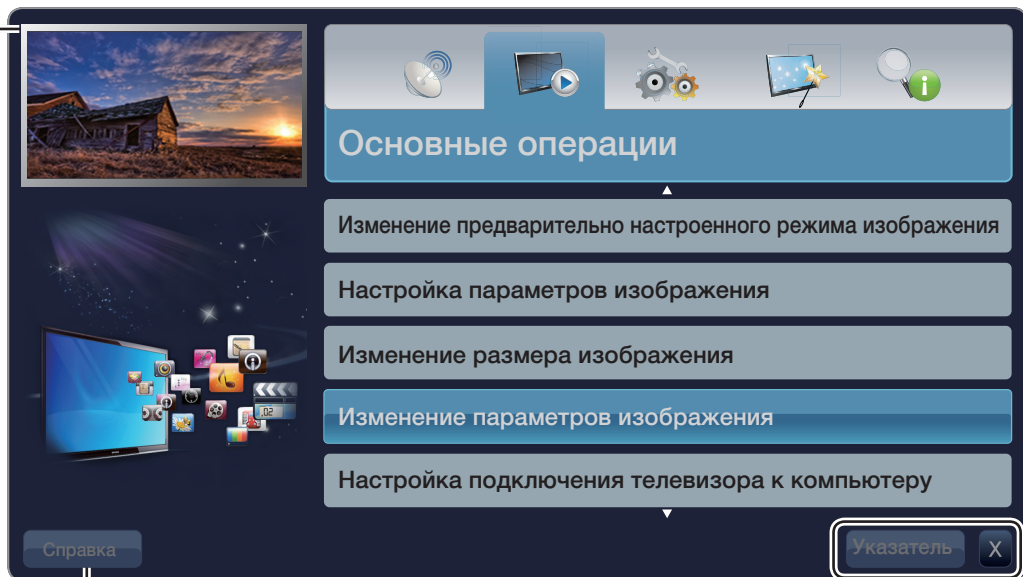 Основные операции
Изменение предварительно настроенного режима изображения
Настройка параметров изображения
Изменение размера изображения
Изменение параметров изображения
Настройка подключения телевизора к компьютеру
Справка
Указатель X